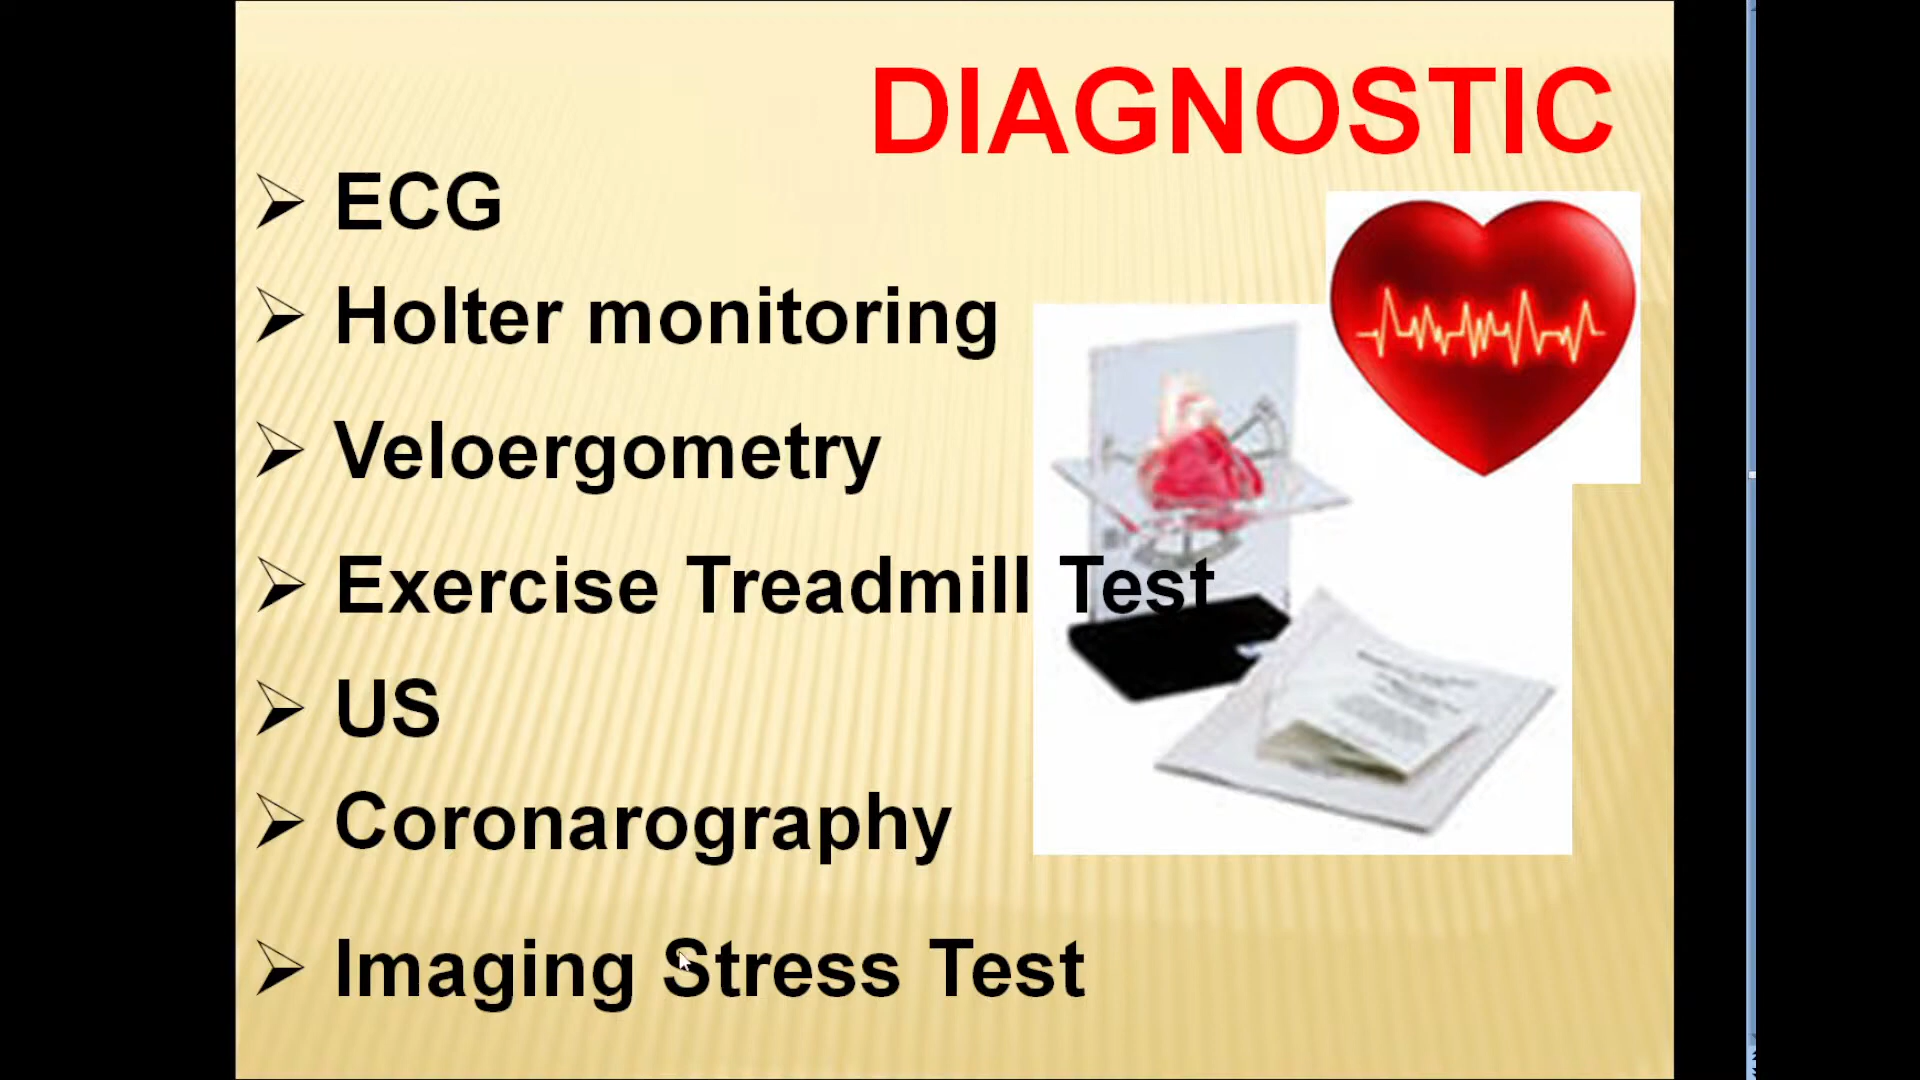 DIAGNOSTIC
ECG
Holter monitoring
Veloergometry
Exercise Treadmill Test
US
Coronarography
Imaging Stress Test